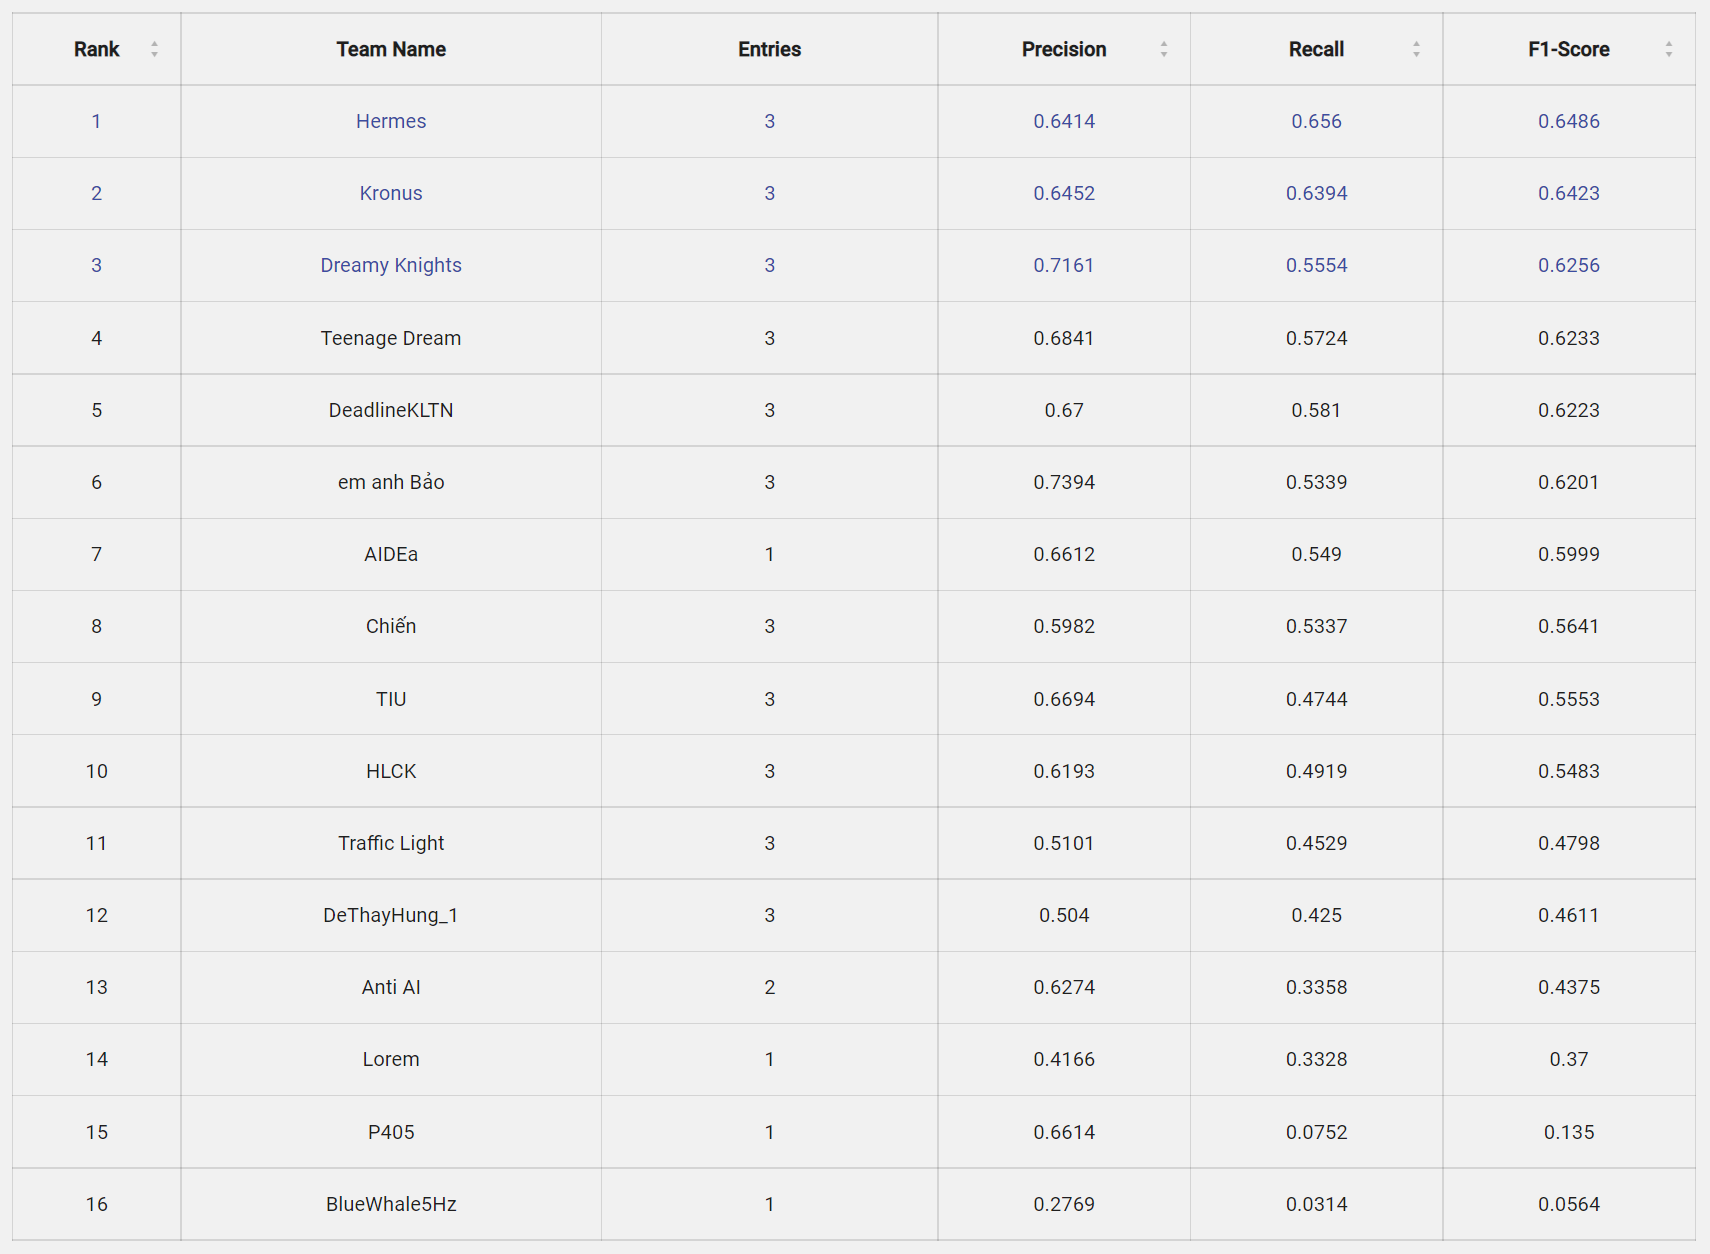 Rank Team Name Entries Precision Recall F1-Score
1 Hermes 3 0.6414 0.656 0.6486
2 Kronus 3 0.6452 0.6394 0.6423
3 Dreamy Knights 3 0.7161 0.5554 0.6256
4 Teenage Dream 3 0.6841 0.5724 0.6233
5 DeadlineKLTN 3 0.67 0.581 0.6223
6 em anh Bảo 3 0.7394 0.5339 0.6201
7 AIDEa 1 0.6612 0.549 0.5999
8 Chiến 3 0.5982 0.5337 0.5641
9 TIU 3 0.6694 0.4744 0.5553
10 HLCK 3 0.6193 0.4919 0.5483
11 Traffic Light 3 0.5101 0.4529 0.4798
12 DeThayHung_1 3 0.504 0.425 0.4611
13 Anti AI 2 0.6274 0.3358 0.4375
14 Lorem 1 0.4166 0.3328 0.37
15 P405 1 0.6614 0.0752 0.135
16 BlueWhale5Hz 1 0.2769 0.0314 0.0564